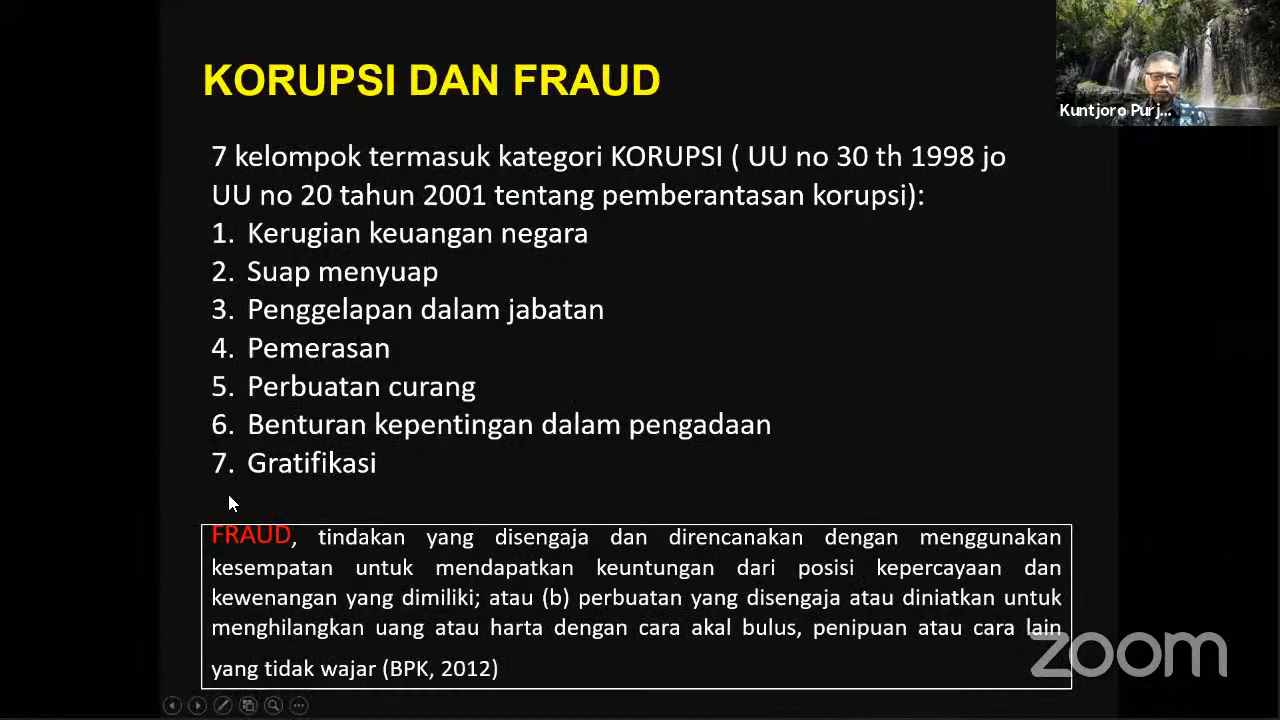 KORUPSI DAN FRAUD
Kuntjoro Purj...
7 kelompok termasuk kategori KORUPSI ( UU no 30 th 1998 jo
UU no 20 tahun 2001 tentang pemberantasan korupsi):
1. Kerugian keuangan negara
2. Suap menyuap
3. Penggelapan dalam jabatan
4. Pemerasan
5. Perbuatan curang
6. Benturan kepentingan dalam pengadaan
7. Gratifikasi
FRAUD, tindakan yang disengaja dan direncanakan dengan menggunakan
kesempatan untuk mendapatkan keuntungan dari posisi kepercayaan dan
kewenangan yang dimiliki; atau (b) perbuatan yang disengaja atau diniatkan untuk
menghilangkan uang atau harta dengan cara akal bulus, penipuan atau cara lain
yang tidak wajar (BPK, 2012)
zoom